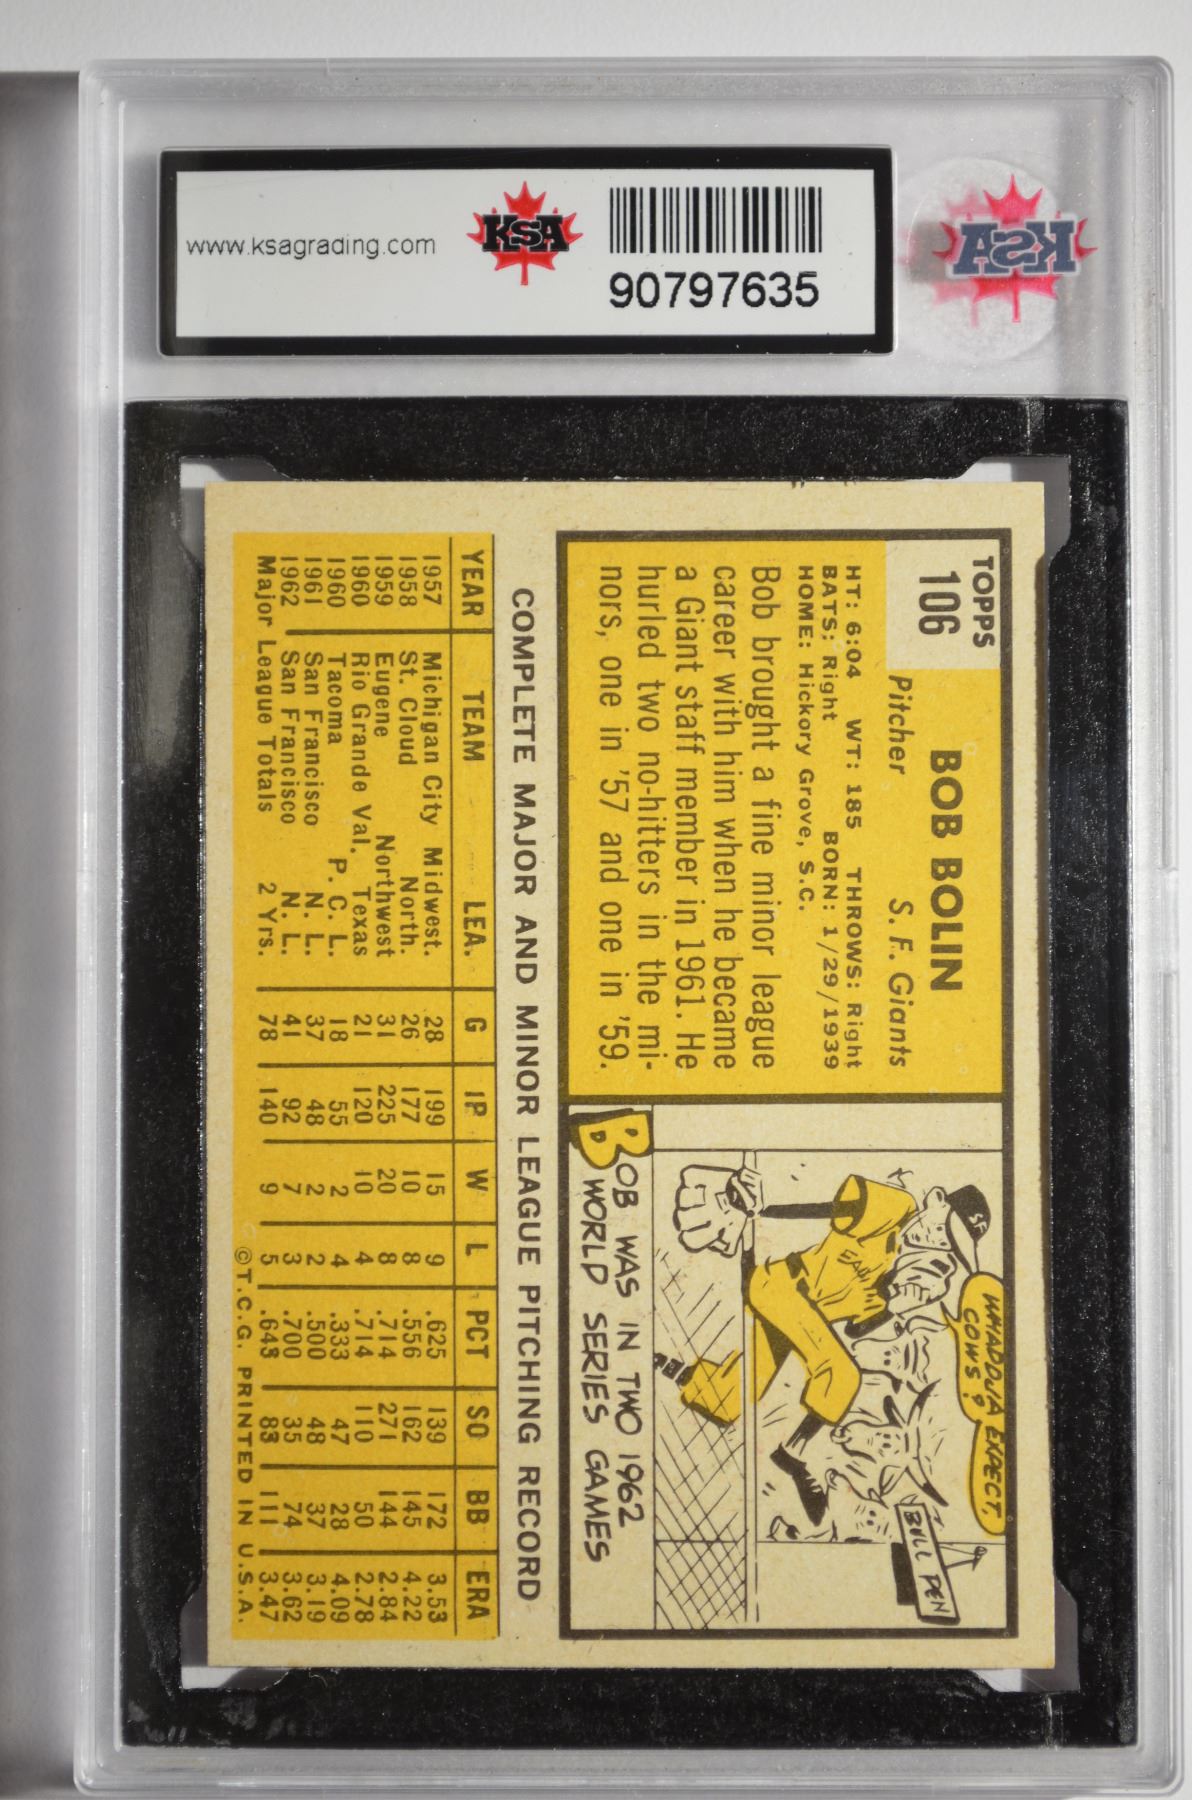 www.ksagrading.com
KSA
90797635
KSA
TOPPS
106
BOB BOLIN
Pitcher S. F. Giants
HT: 6:04 WT: 185 THROWS: Right
BATS: Right BORN: 1/29/1939
HOME: Hickory Grove, S.C.
Bob brought a fine minor league
career with him when he became
a Giant staff member in 1961. He
hurled two no-hitters in the mi-
nors, one in '57 and one in '59.
WHADDJA EXPECT,
COWS?
SF
BULL PEN
BOB WAS IN TWO 1962
WORLD SERIES GAMES
COMPLETE MAJOR AND MINOR LEAGUE PITCHING RECORD
YEAR TEAM LEA. G IP W L PCT SO BB ERA
1957 Michigan City Midwest. 28 199 15 9 .625 139 172 3.53
1958 St. Cloud North. 26 177 10 8 .556 162 145 4.22
1959 Eugene Northwest 31 225 20 8 .714 271 144 2.84
1960 Rio Grande Val. Texas 21 120 10 4 .714 110 50 2.78
1960 Tacoma P. C. L. 18 55 2 4 .333 47 28 4.09
1961 San Francisco N. L. 37 48 2 2 .500 48 37 3.19
1962 San Francisco N. L. 41 92 7 3 .700 35 74 3.62
Major League Totals 2 Yrs. 78 140 9 5 .643 83 111 3.47
©T.C.G. PRINTED IN U.S.A.